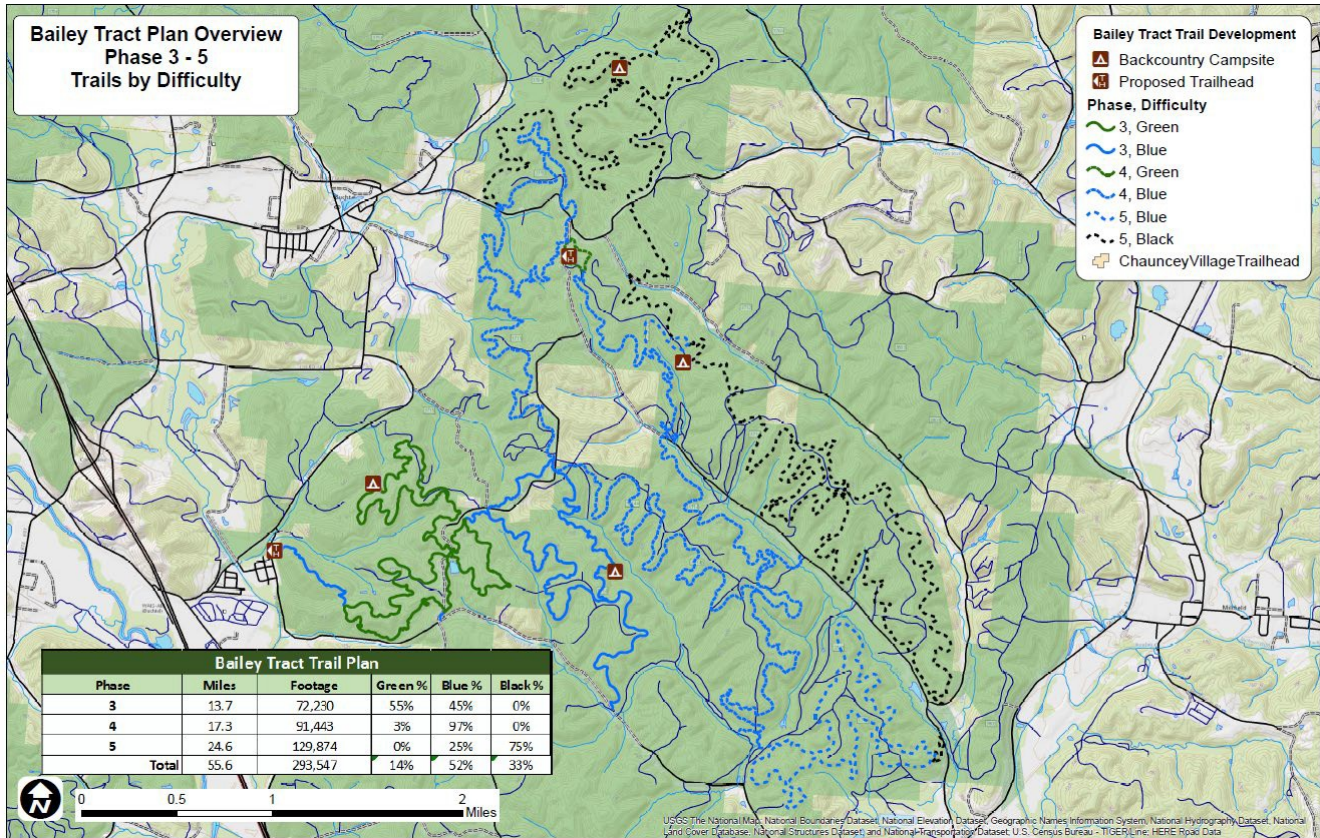 Bailey Tract Plan Overview
Phase 3 - 5
Trails by Difficulty
Bailey Tract Trail Development
Backcountry Campsite
TH Proposed Trailhead
Phase, Difficulty
3, Green
3, Blue
4, Green
4, Blue
5, Blue
5, Black
ChaunceyVillageTrailhead
TH
TH
Bailey Tract Trail Plan
Phase Miles Footage Green % Blue % Black %
3 13.7 72,230 55% 45% 0%
4 17.3 91,443 3% 97% 0%
5 24.6 129,874 0% 25% 75%
Total 55.6 293,547 14% 52% 33%
N
0 0.5 1 2
Miles
USGS The National Map: National Boundaries Dataset, National Elevation Dataset, Geographic Names Information System, National Hydrography Dataset, National
Land Cover Database, National Structures Dataset, and National Transportation Dataset; U.S. Census Bureau - TIGER/Line; HERE Road Data